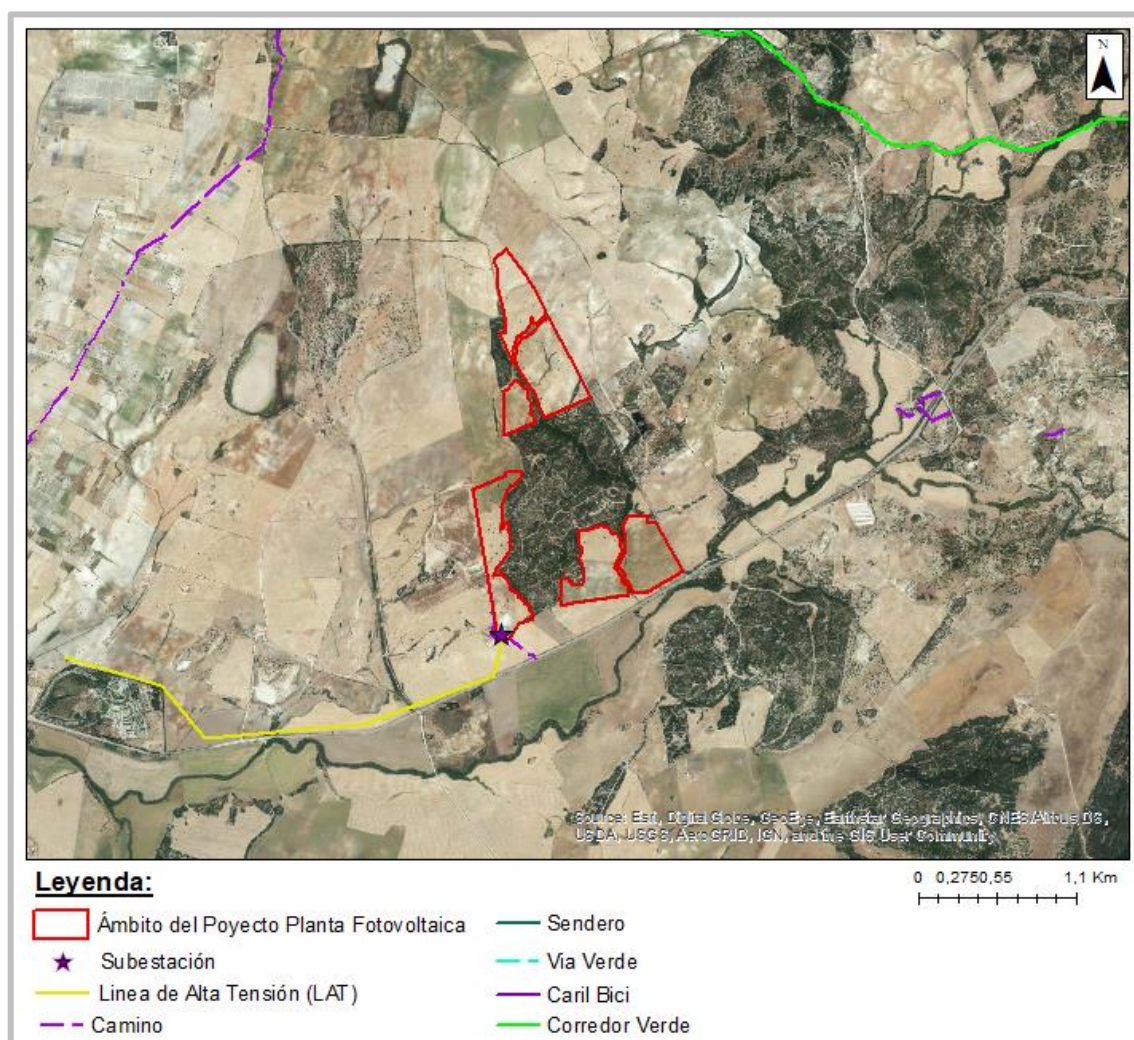 N
Source: Esri, DigitalGlobe, GeoEye, Earthstar Geographics, CNES/Airbus DS,
USDA, USGS, AeroGRID, IGN, and the GIS User Community
Leyenda:
0 0,2750,55 1,1 Km
Ámbito del Poyecto Planta Fotovoltaica
Sendero
Subestación
Via Verde
Linea de Alta Tensión (LAT)
Caril Bici
Camino
Corredor Verde